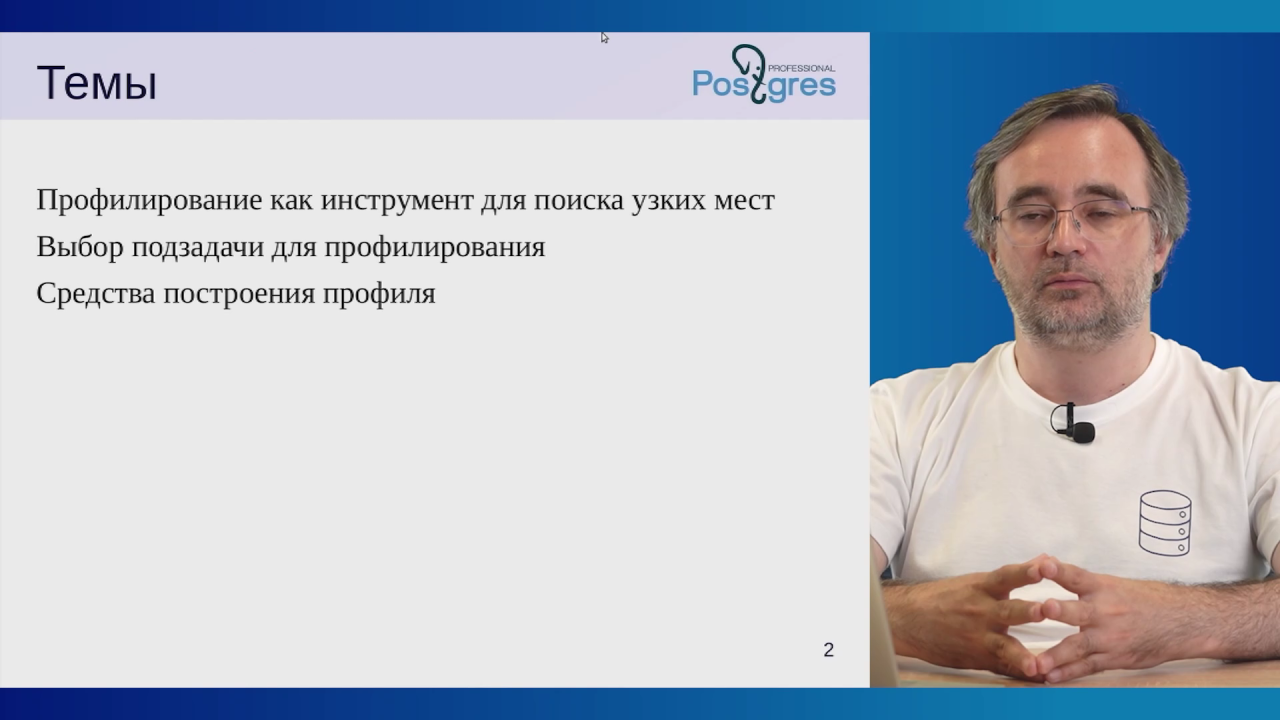 Темы
PROFESSIONAL
Postgres
Профилирование как инструмент для поиска узких мест
Выбор подзадачи для профилирования
Средства построения профиля
2